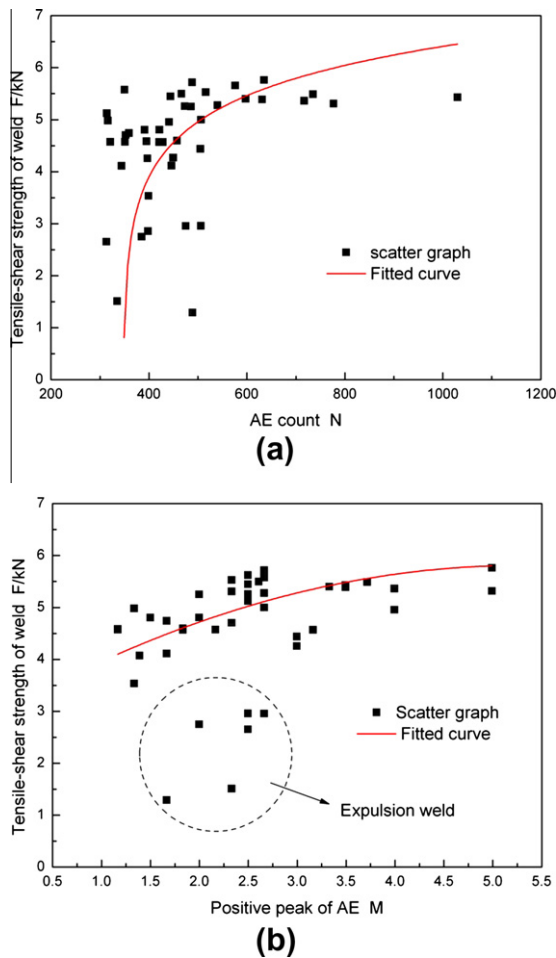 7
6
5
4
3
2
1
0
Tensile-shear strength of weld F/kN
scatter graph
Fitted curve
200 400 600 800 1000 1200
AE count N
(a)
7
6
5
4
3
2
1
0
Tensile-shear strength of weld F/kN
Scatter graph
Fitted curve
Expulsion weld
0.5 1.0 1.5 2.0 2.5 3.0 3.5 4.0 4.5 5.0 5.5
Positive peak of AE M
(b)